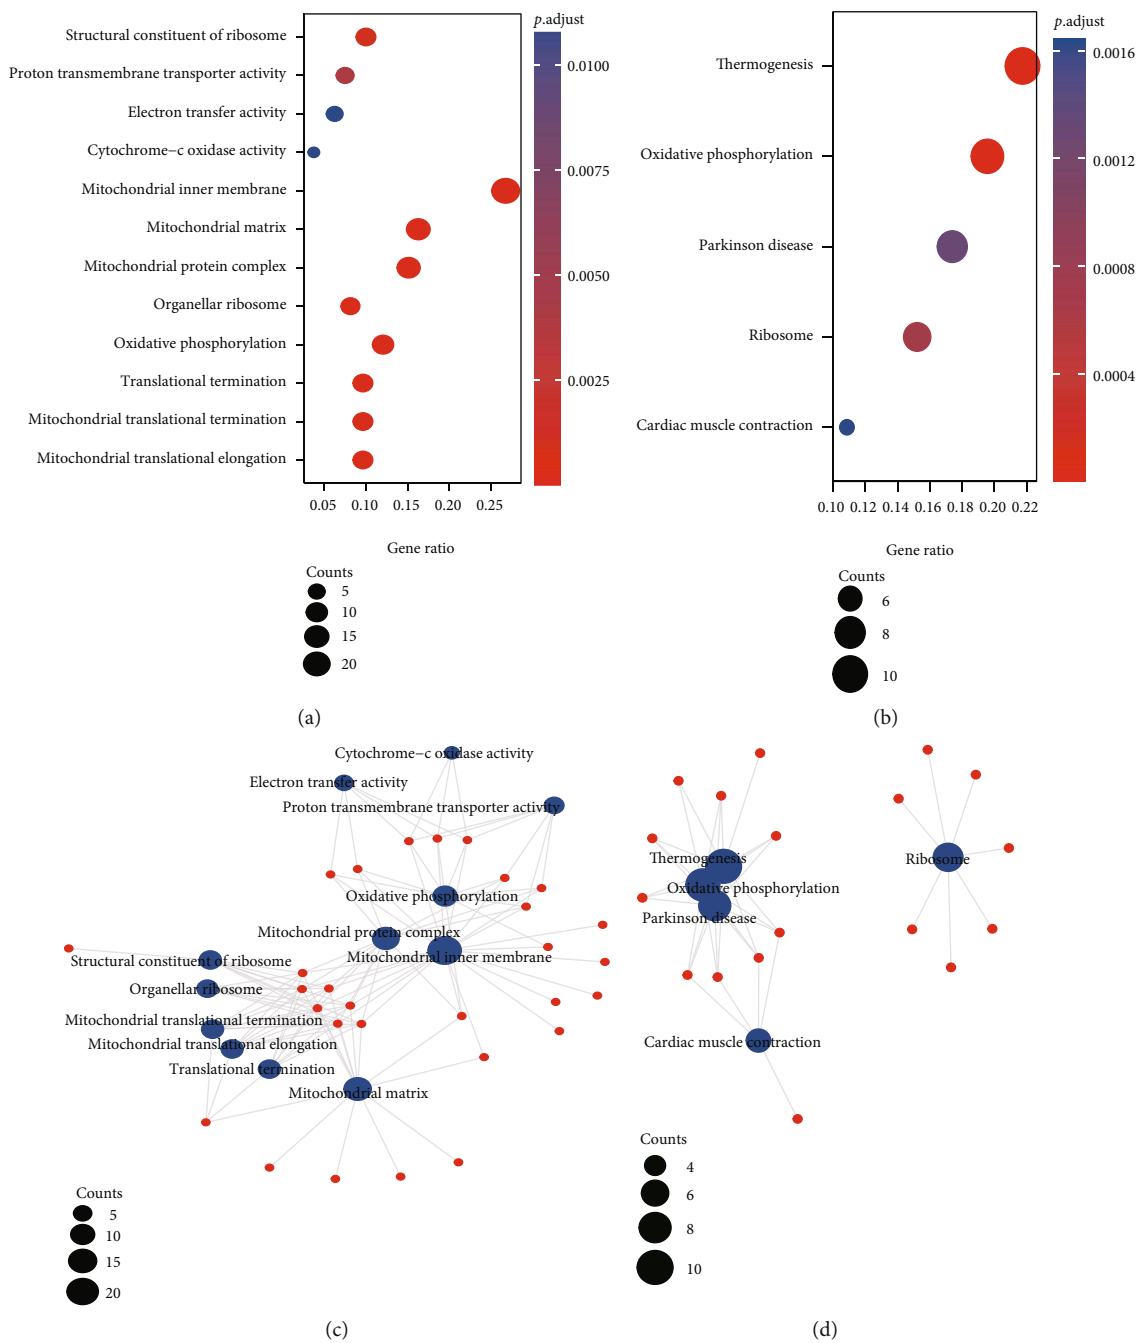 p.adjust
Structural constituent of ribosome
Proton transmembrane transporter activity
Electron transfer activity
Cytochrome−c oxidase activity
Mitochondrial inner membrane
Mitochondrial matrix
Mitochondrial protein complex
Organellar ribosome
Oxidative phosphorylation
Translational termination
Mitochondrial translational termination
Mitochondrial translational elongation
0.0100
0.0075
0.0050
0.0025
0.05 0.10 0.15 0.20 0.25
Gene ratio
Counts
5
10
15
20
(a)
p.adjust
Thermogenesis
Oxidative phosphorylation
Parkinson disease
Ribosome
Cardiac muscle contraction
0.0016
0.0012
0.0008
0.0004
0.10 0.12 0.14 0.16 0.18 0.20 0.22
Gene ratio
Counts
6
8
10
(b)
Cytochrome−c oxidase activity
Electron transfer activity
Proton transmembrane transporter activity
Oxidative phosphorylation
Mitochondrial protein complex
Mitochondrial inner membrane
Structural constituent of ribosome
Organellar ribosome
Mitochondrial translational termination
Mitochondrial translational elongation
Translational termination
Mitochondrial matrix
Counts
5
10
15
20
(c)
Thermogenesis
Oxidative phosphorylation
Parkinson disease
Ribosome
Cardiac muscle contraction
Counts
4
6
8
10
(d)